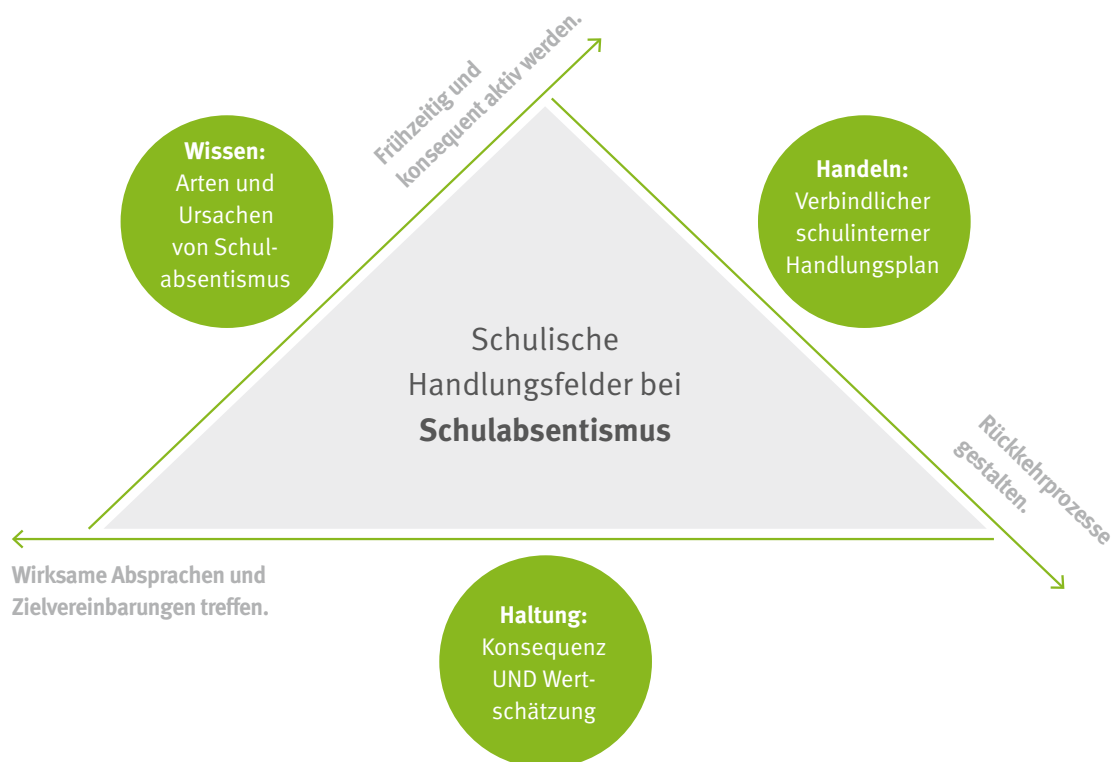 Frühzeitig und
konsequent aktiv werden.
Wissen:
Arten und
Ursachen
von Schul-
absentismus
Handeln:
Verbindlicher
schulinterner
Handlungsplan
Schulische
Handlungsfelder bei
Schulabsentismus
Rückkehrprozesse
gestalten.
Wirksame Absprachen und
Zielvereinbarungen treffen.
Haltung:
Konsequenz
UND Wert-
schätzung